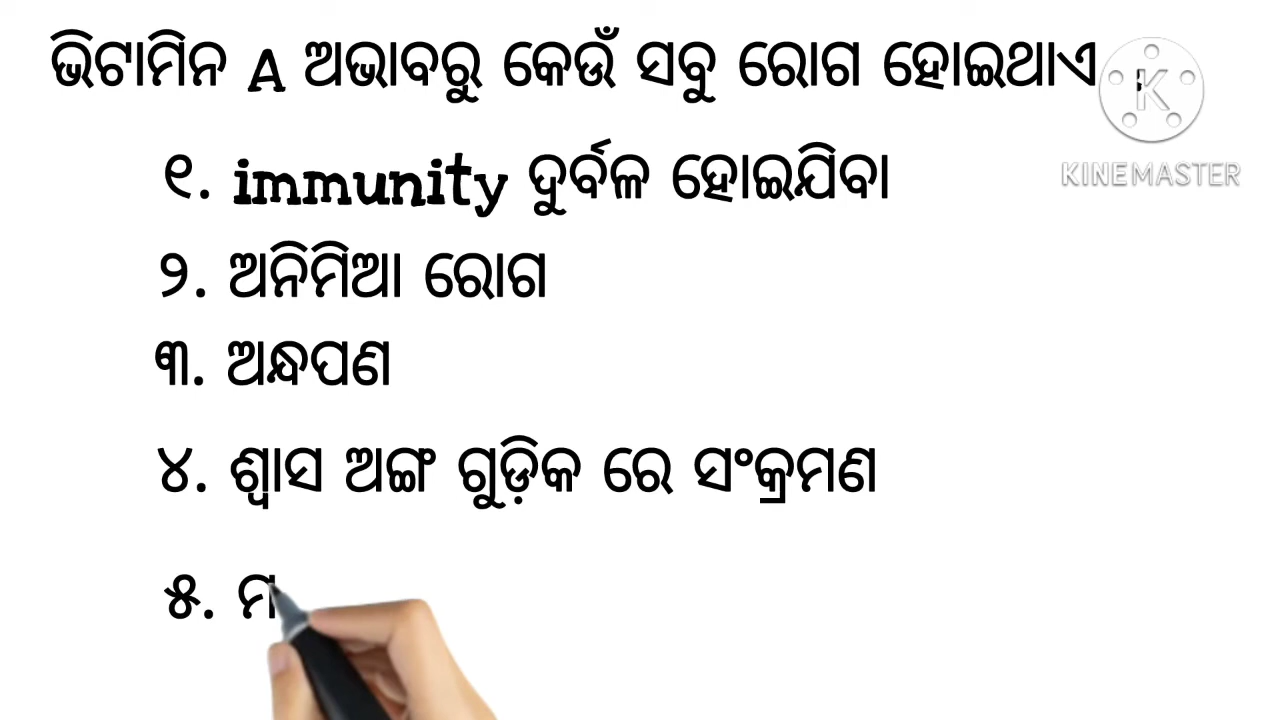 ଭିଟାମିନ A ଅଭାବରୁ କେଉଁ ସବୁ ରୋଗ ହୋଇଥାଏ
K
KINEMASTER
୧. immunity ଦୁର୍ବଳ ହୋଇଯିବା
୨. ଅନିମିଆ ରୋଗ
୩. ଅନ୍ଧପଣ
୪. ଶ୍ୱାସ ଅଙ୍ଗ ଗୁଡ଼ିକ ରେ ସଂକ୍ରମଣ
୫. ମ